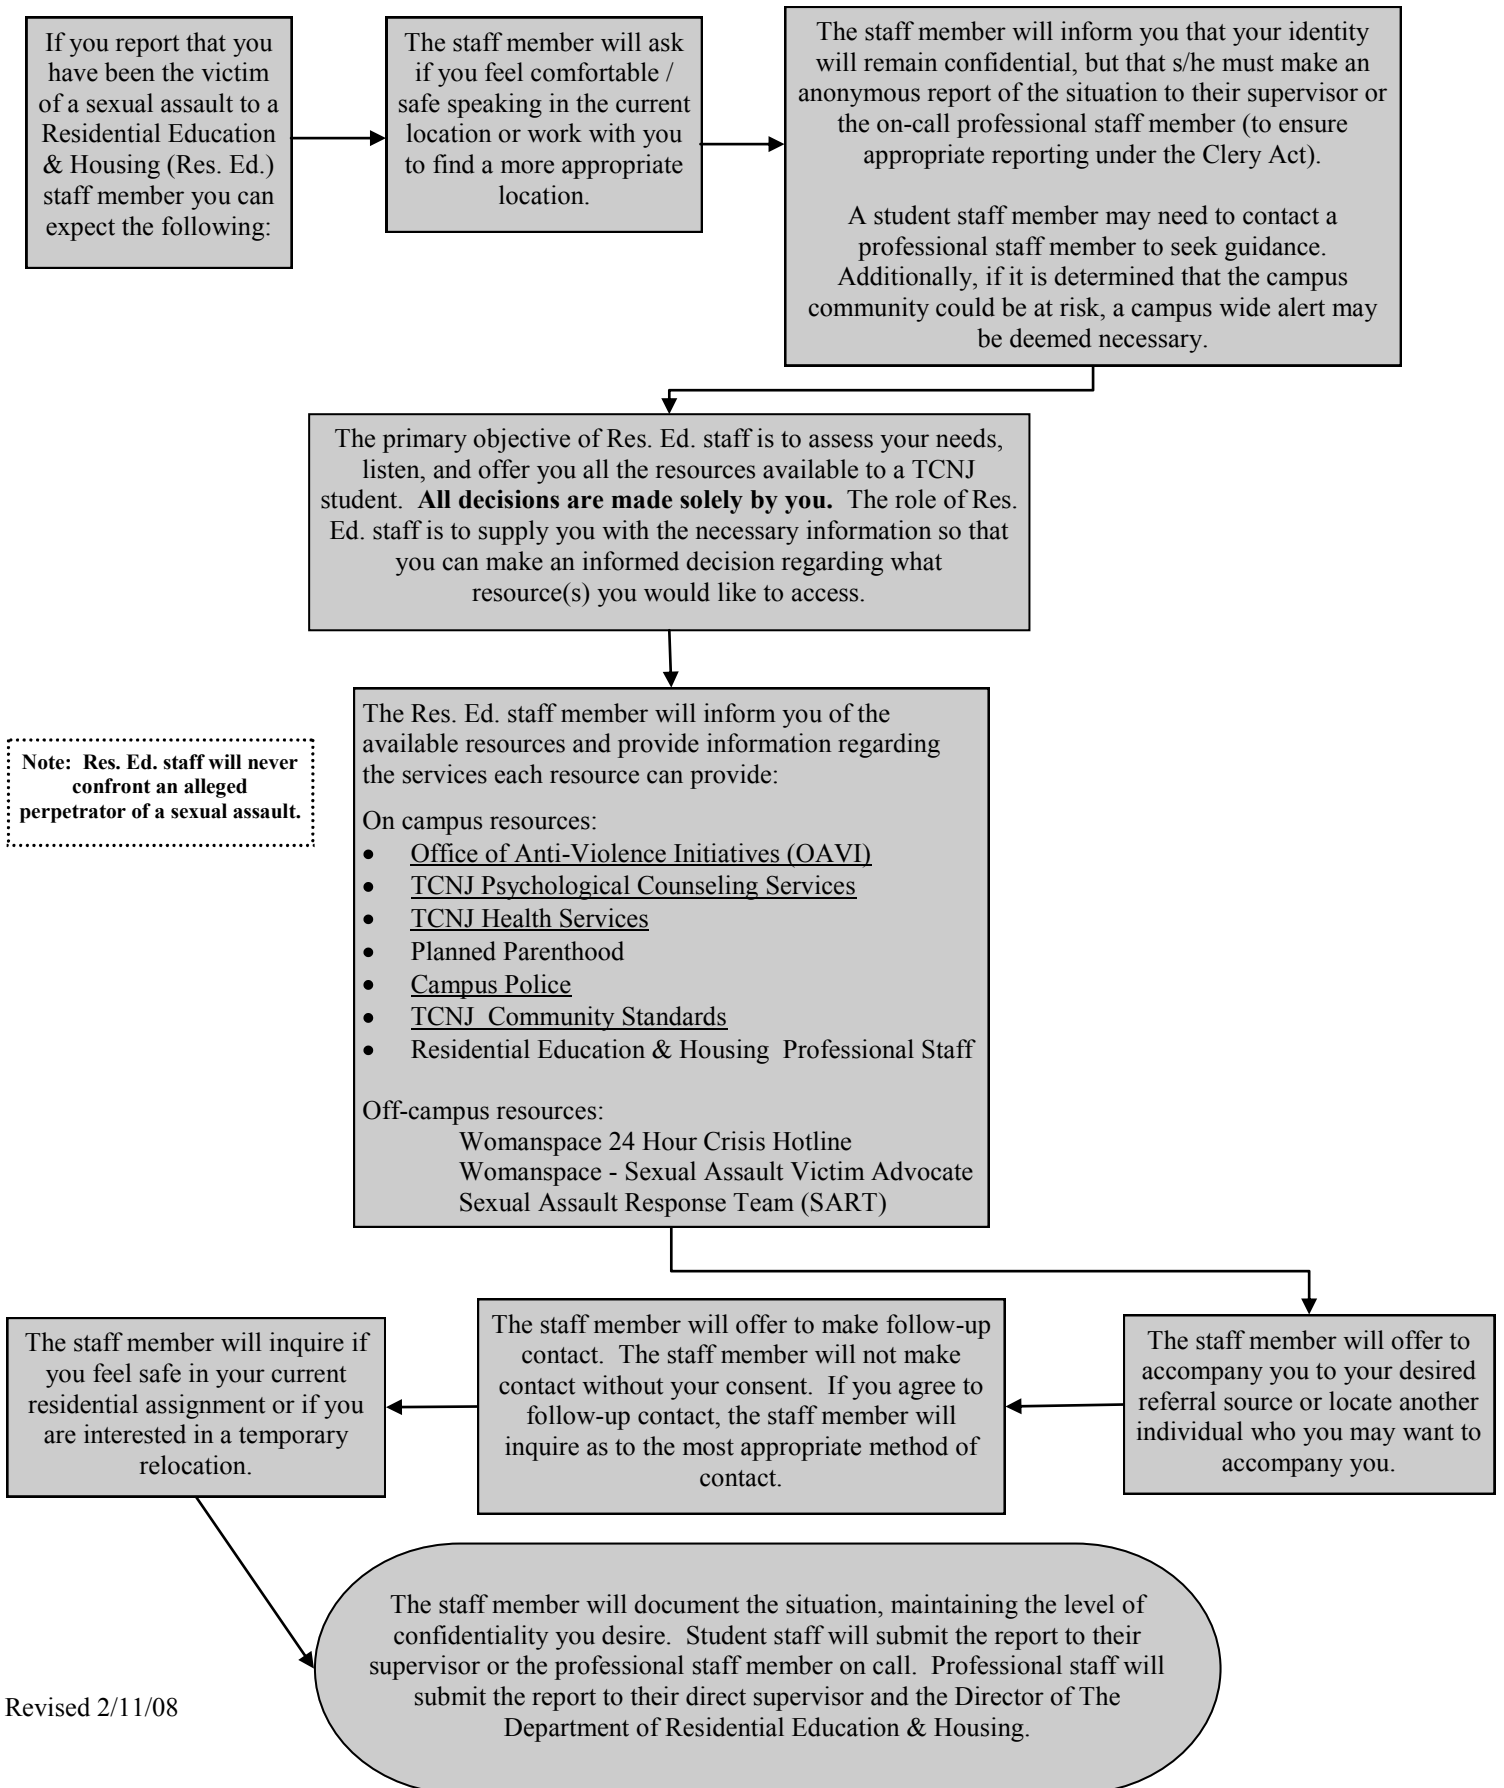 If you report that you
have been the victim
of a sexual assault to a
Residential Education
& Housing (Res. Ed.)
staff member you can
expect the following:
The staff member will ask
if you feel comfortable /
safe speaking in the current
location or work with you
to find a more appropriate
location.
The staff member will inform you that your identity
will remain confidential, but that s/he must make an
anonymous report of the situation to their supervisor or
the on-call professional staff member (to ensure
appropriate reporting under the Clery Act).
A student staff member may need to contact a
professional staff member to seek guidance.
Additionally, if it is determined that the campus
community could be at risk, a campus wide alert may
be deemed necessary.
The primary objective of Res. Ed. staff is to assess your needs,
listen, and offer you all the resources available to a TCNJ
student.  All decisions are made solely by you.  The role of Res.
Ed. staff is to supply you with the necessary information so that
you can make an informed decision regarding what
resource(s) you would like to access.
Note:  Res. Ed. staff will never
confront an alleged
perpetrator of a sexual assault.
The Res. Ed. staff member will inform you of the
available resources and provide information regarding
the services each resource can provide:
On campus resources:
• Office of Anti-Violence Initiatives (OAVI)
• TCNJ Psychological Counseling Services
• TCNJ Health Services
• Planned Parenthood
• Campus Police
• TCNJ  Community Standards
• Residential Education & Housing  Professional Staff
Off-campus resources:
Womanspace 24 Hour Crisis Hotline
Womanspace - Sexual Assault Victim Advocate
Sexual Assault Response Team (SART)
The staff member will offer to
accompany you to your desired
referral source or locate another
individual who you may want to
accompany you.
The staff member will offer to make follow-up
contact.  The staff member will not make
contact without your consent.  If you agree to
follow-up contact, the staff member will
inquire as to the most appropriate method of
contact.
The staff member will inquire if
you feel safe in your current
residential assignment or if you
are interested in a temporary
relocation.
The staff member will document the situation, maintaining the level of
confidentiality you desire.  Student staff will submit the report to their
supervisor or the professional staff member on call.  Professional staff will
submit the report to their direct supervisor and the Director of The
Department of Residential Education & Housing.
Revised 2/11/08